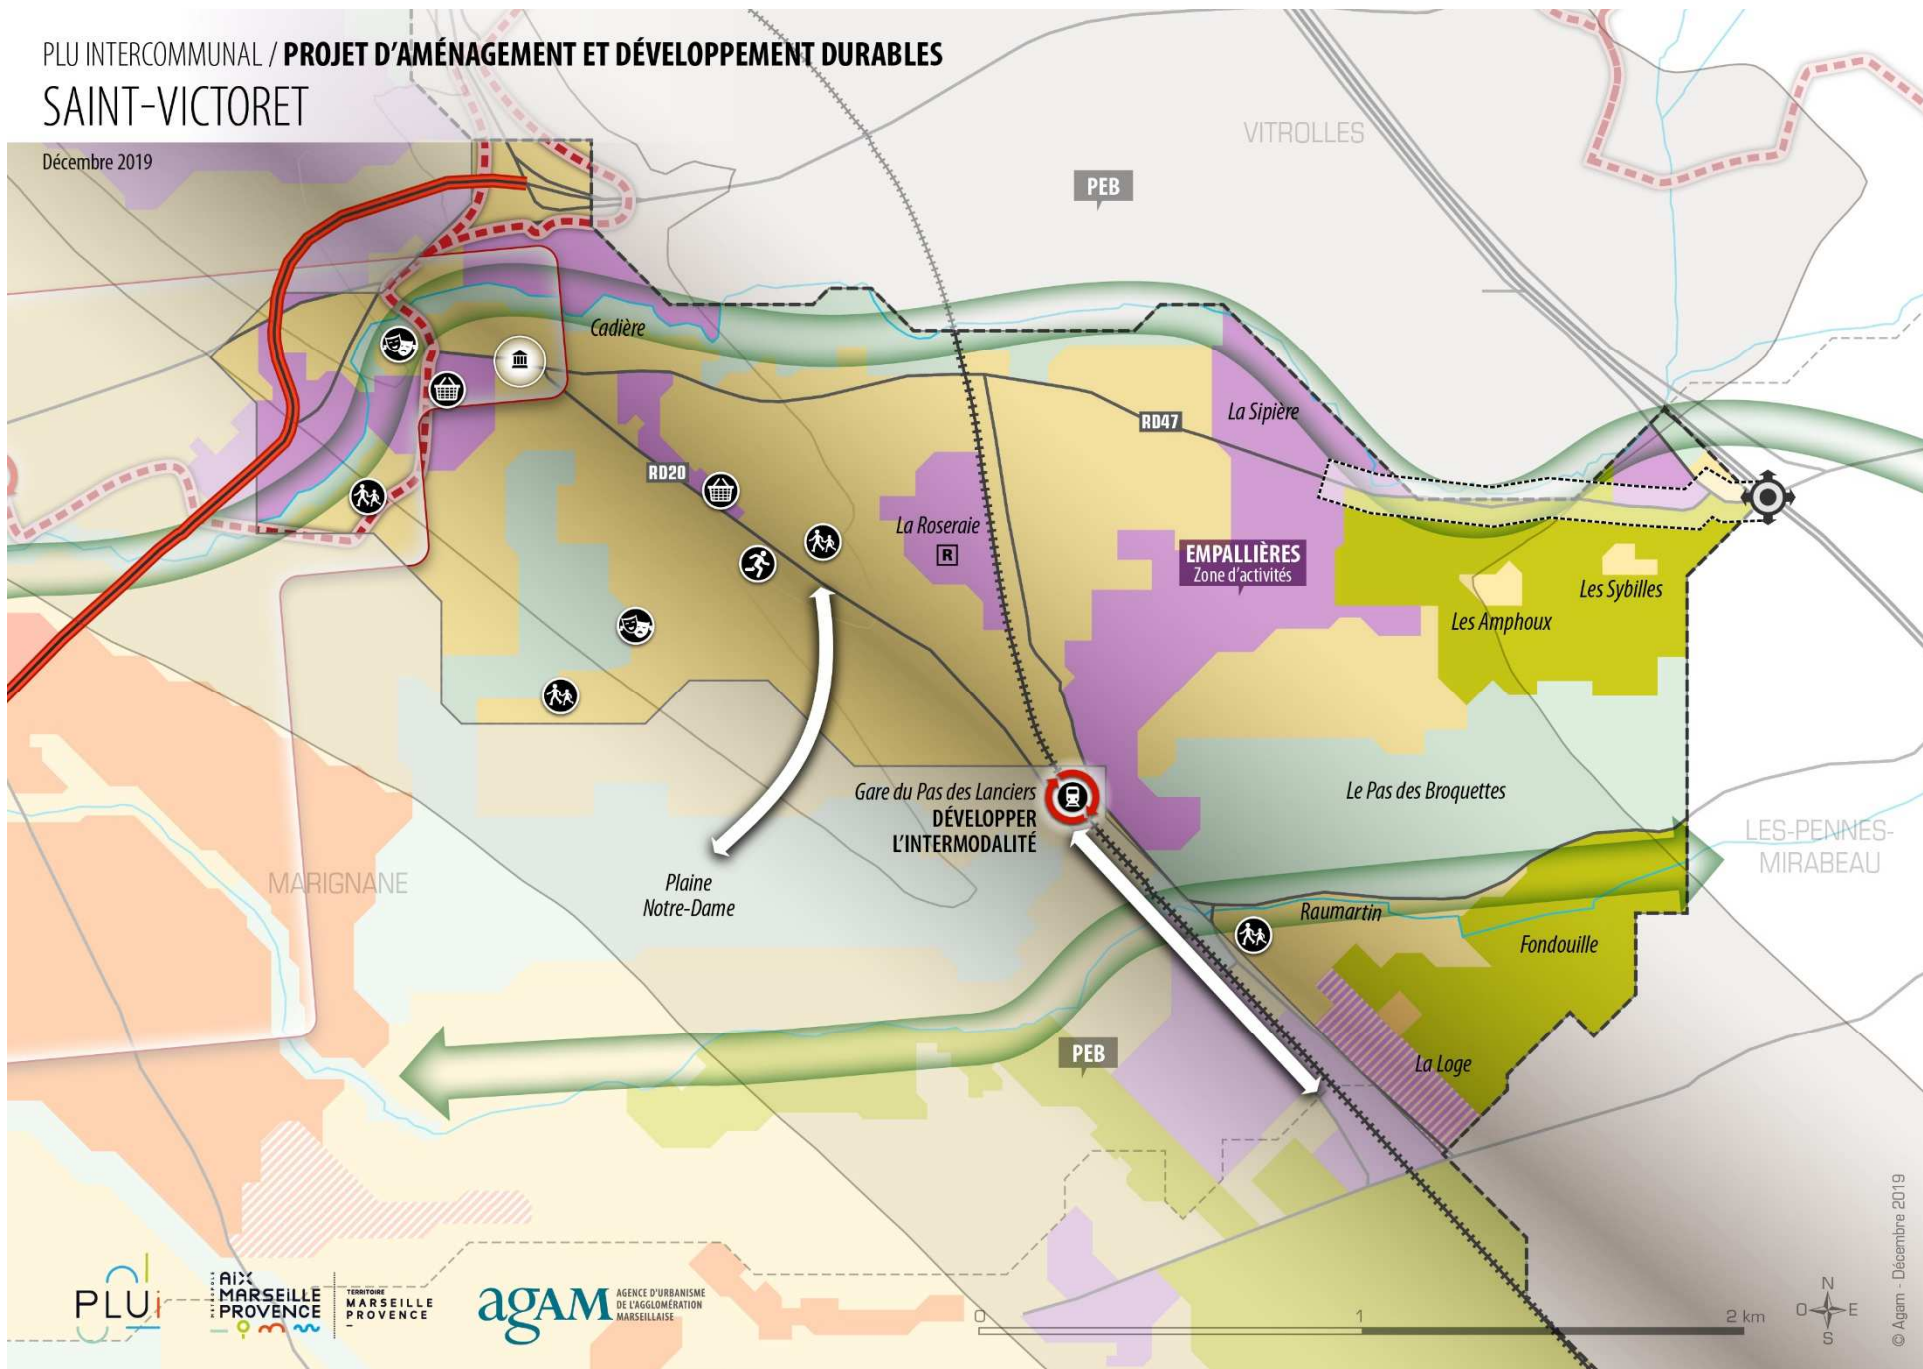 PLU INTERCOMMUNAL / PROJET D'AMÉNAGEMENT ET DÉVELOPPEMENT DURABLES
SAINT-VICTORET
Décembre 2019
VITROLLES
PEB
Cadière
RD47
La Sipière
RD20
La Roseraie
R
EMPALLIÈRES
Zone d'activités
Les Sybilles
Les Amphoux
Gare du Pas des Lanciers
DÉVELOPPER
L'INTERMODALITÉ
Le Pas des Broquettes
LES-PENNES-
MIRABEAU
MARIGNANE
Plaine
Notre-Dame
Raumartin
Fondouille
PEB
La Loge
PLUi
MÉTROPOLE
AIX
MARSEILLE
PROVENCE
TERRITOIRE
MARSEILLE
PROVENCE
agAM
AGENCE D'URBANISME
DE L'AGGLOMÉRATION
MARSEILLAISE
0 1 2 km
N
O E
S
© Agam - Décembre 2019